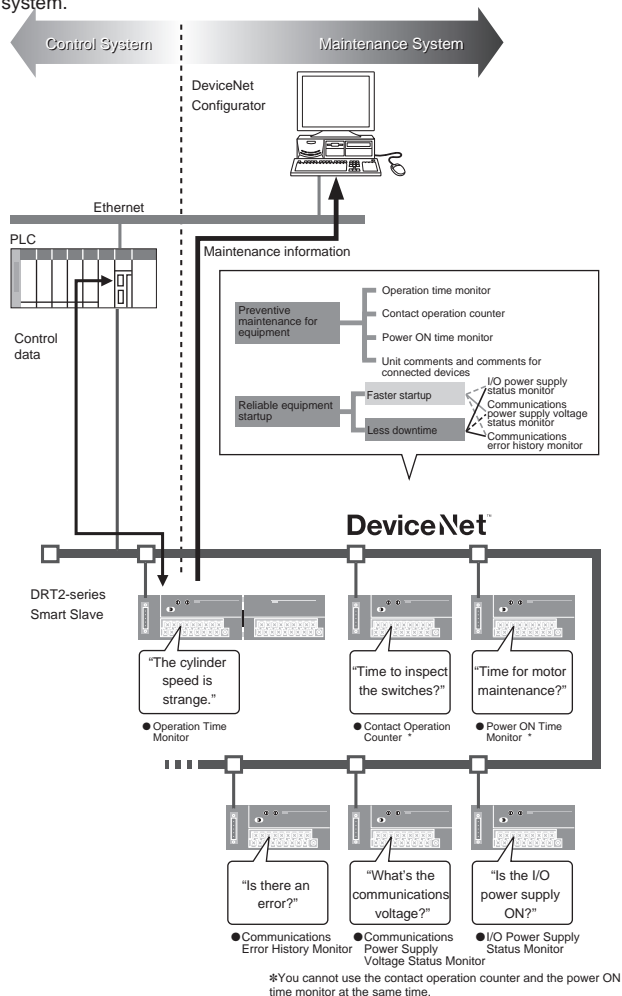 system.
Control System
Maintenance System
DeviceNet
Configurator
Ethernet
PLC
Maintenance information
Control
data
Preventive
maintenance for
equipment
Operation time monitor
Contact operation counter
Power ON time monitor
Unit comments and comments for
connected devices
Reliable equipment
startup
Faster startup
Less downtime
I/O power supply
status monitor
Communications
power supply voltage
status monitor
Communications
error history monitor
DeviceNet™
DRT2-series
Smart Slave
“The cylinder
speed is
strange.”
“Time to inspect
the switches?”
“Time for motor
maintenance?”
●Operation Time
Monitor
●Contact Operation
Counter *
●Power ON Time
Monitor *
“Is there an
error?”
“What’s the
communications
voltage?”
“Is the I/O
power supply
ON?”
●Communications
Error History Monitor
●Communications
Power Supply
Voltage Status Monitor
●I/O Power Supply
Status Monitor
✽You cannot use the contact operation counter and the power ON
time monitor at the same time.